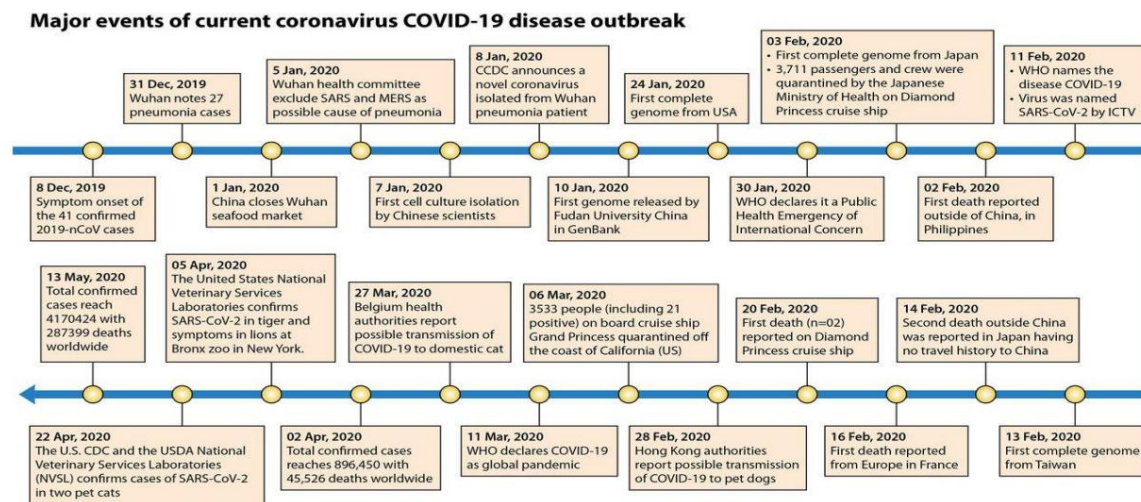 Major events of current coronavirus COVID-19 disease outbreak
31 Dec, 2019
Wuhan notes 27
pneumonia cases
5 Jan, 2020
Wuhan health committee
exclude SARS and MERS as
possible cause of pneumonia
8 Jan, 2020
CCDC announces a
novel coronavirus
isolated from Wuhan
pneumonia patient
24 Jan, 2020
First complete
genome from USA
03 Feb, 2020
• First complete genome from Japan
• 3,711 passengers and crew were
quarantined by the Japanese
Ministry of Health on Diamond
Princess cruise ship
11 Feb, 2020
• WHO names the
disease COVID-19
• Virus was named
SARS-CoV-2 by ICTV
8 Dec, 2019
Symptom onset of
the 41 confirmed
2019-nCoV cases
1 Jan, 2020
China closes Wuhan
seafood market
7 Jan, 2020
First cell culture isolation
by Chinese scientists
10 Jan, 2020
First genome released by
Fudan University China
in GenBank
30 Jan, 2020
WHO declares it a Public
Health Emergency of
International Concern
02 Feb, 2020
First death reported
outside of China, in
Philippines
13 May, 2020
Total confirmed
cases reach
4170424 with
287399 deaths
worldwide
05 Apr, 2020
The United States National
Veterinary Services
Laboratories confirms
SARS-CoV-2 in tiger and
symptoms in lions at
Bronx zoo in New York.
27 Mar, 2020
Belgium health
authorities report
possible transmission of
COVID-19 to domestic cat
06 Mar, 2020
3533 people (including 21
positive) on board cruise ship
Grand Princess quarantined off
the coast of California (US)
20 Feb, 2020
First death (n=02)
reported on Diamond
Princess cruise ship
14 Feb, 2020
Second death outside China
was reported in Japan having
no travel history to China
22 Apr, 2020
The U.S. CDC and the USDA National
Veterinary Services Laboratories
(NVSL) confirms cases of SARS-CoV-2
in two pet cats
02 Apr, 2020
Total confirmed cases
reaches 896,450 with
45,526 deaths worldwide
11 Mar, 2020
WHO declares COVID-19
as global pandemic
28 Feb, 2020
Hong Kong authorities
report possible transmission
of COVID-19 to pet dogs
16 Feb, 2020
First death reported
from Europe in France
13 Feb, 2020
First complete genome
from Taiwan